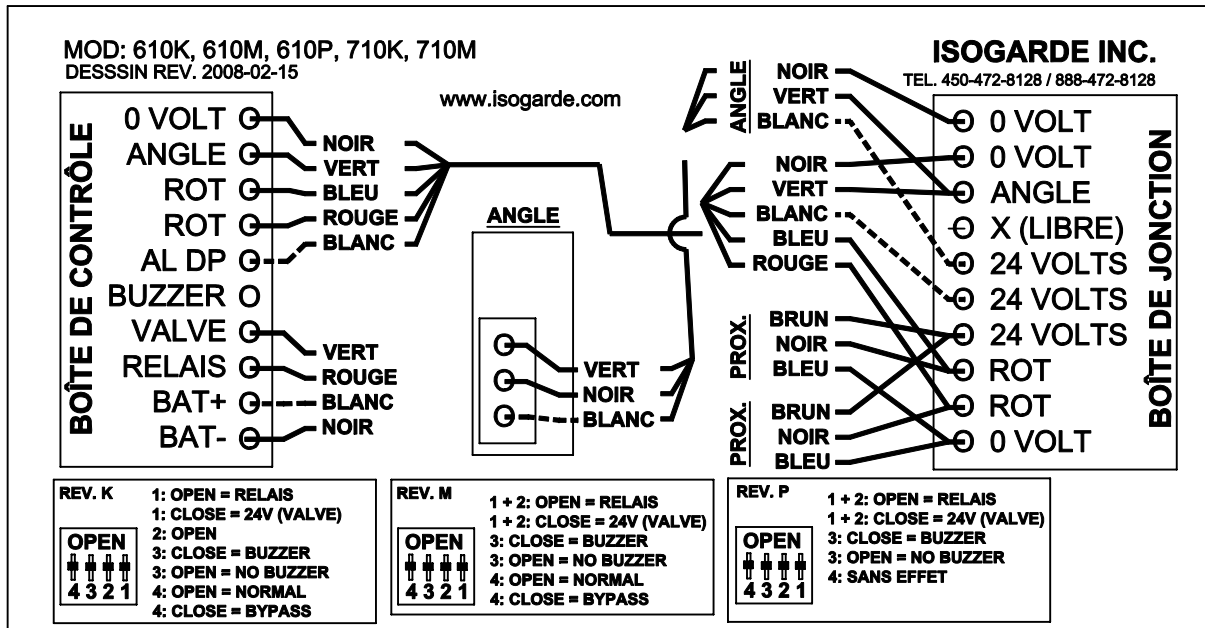 MOD: 610K, 610M, 610P, 710K, 710M
DESSSIN REV. 2008-02-15
www.isogarde.com
ISOGARDE INC.
TEL. 450-472-8128 / 888-472-8128
BOÎTE DE CONTRÔLE
0 VOLT
ANGLE
ROT
ROT
AL DP
BUZZER
VALVE
RELAIS
BAT+
BAT-
NOIR
VERT
BLEU
ROUGE
BLANC
VERT
ROUGE
BLANC
NOIR
ANGLE
VERT
NOIR
BLANC
ANGLE
NOIR
VERT
BLANC
NOIR
VERT
BLANC
BLEU
ROUGE
PROX.
BRUN
NOIR
BLEU
PROX.
BRUN
NOIR
BLEU
0 VOLT
0 VOLT
ANGLE
X (LIBRE)
24 VOLTS
24 VOLTS
24 VOLTS
ROT
ROT
0 VOLT
BOÎTE DE JONCTION
REV. K
OPEN
4 3 2 1
1: OPEN = RELAIS
1: CLOSE = 24V (VALVE)
2: OPEN
3: CLOSE = BUZZER
3: OPEN = NO BUZZER
4: OPEN = NORMAL
4: CLOSE = BYPASS
REV. M
OPEN
4 3 2 1
1 + 2: OPEN = RELAIS
1 + 2: CLOSE = 24V (VALVE)
3: CLOSE = BUZZER
3: OPEN = NO BUZZER
4: OPEN = NORMAL
4: CLOSE = BYPASS
REV. P
OPEN
4 3 2 1
1 + 2: OPEN = RELAIS
1 + 2: CLOSE = 24V (VALVE)
3: CLOSE = BUZZER
3: OPEN = NO BUZZER
4: SANS EFFET